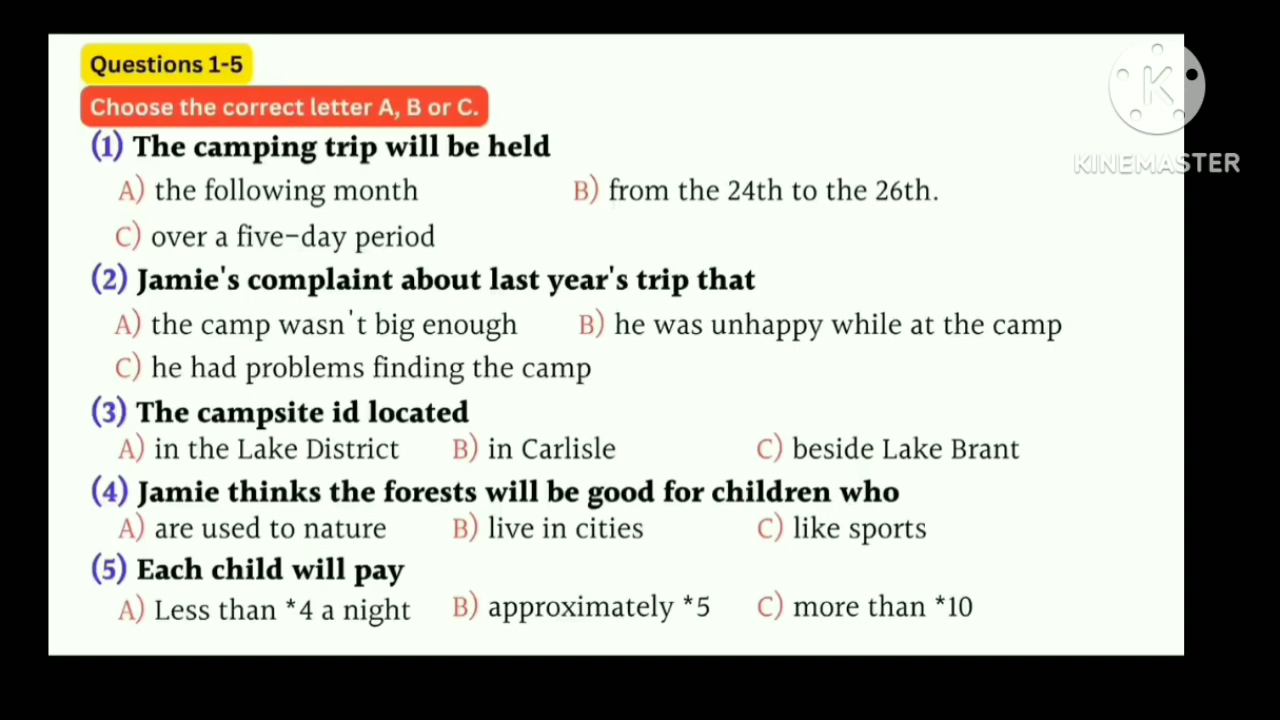 Questions 1-5
Choose the correct letter A, B or C.
(1) The camping trip will be held
A) the following month B) from the 24th to the 26th.
C) over a five-day period
(2) Jamie's complaint about last year's trip that
A) the camp wasn't big enough B) he was unhappy while at the camp
C) he had problems finding the camp
(3) The campsite id located
A) in the Lake District B) in Carlisle C) beside Lake Brant
(4) Jamie thinks the forests will be good for children who
A) are used to nature B) live in cities C) like sports
(5) Each child will pay
A) Less than *4 a night B) approximately *5 C) more than *10
K
KINEMASTER